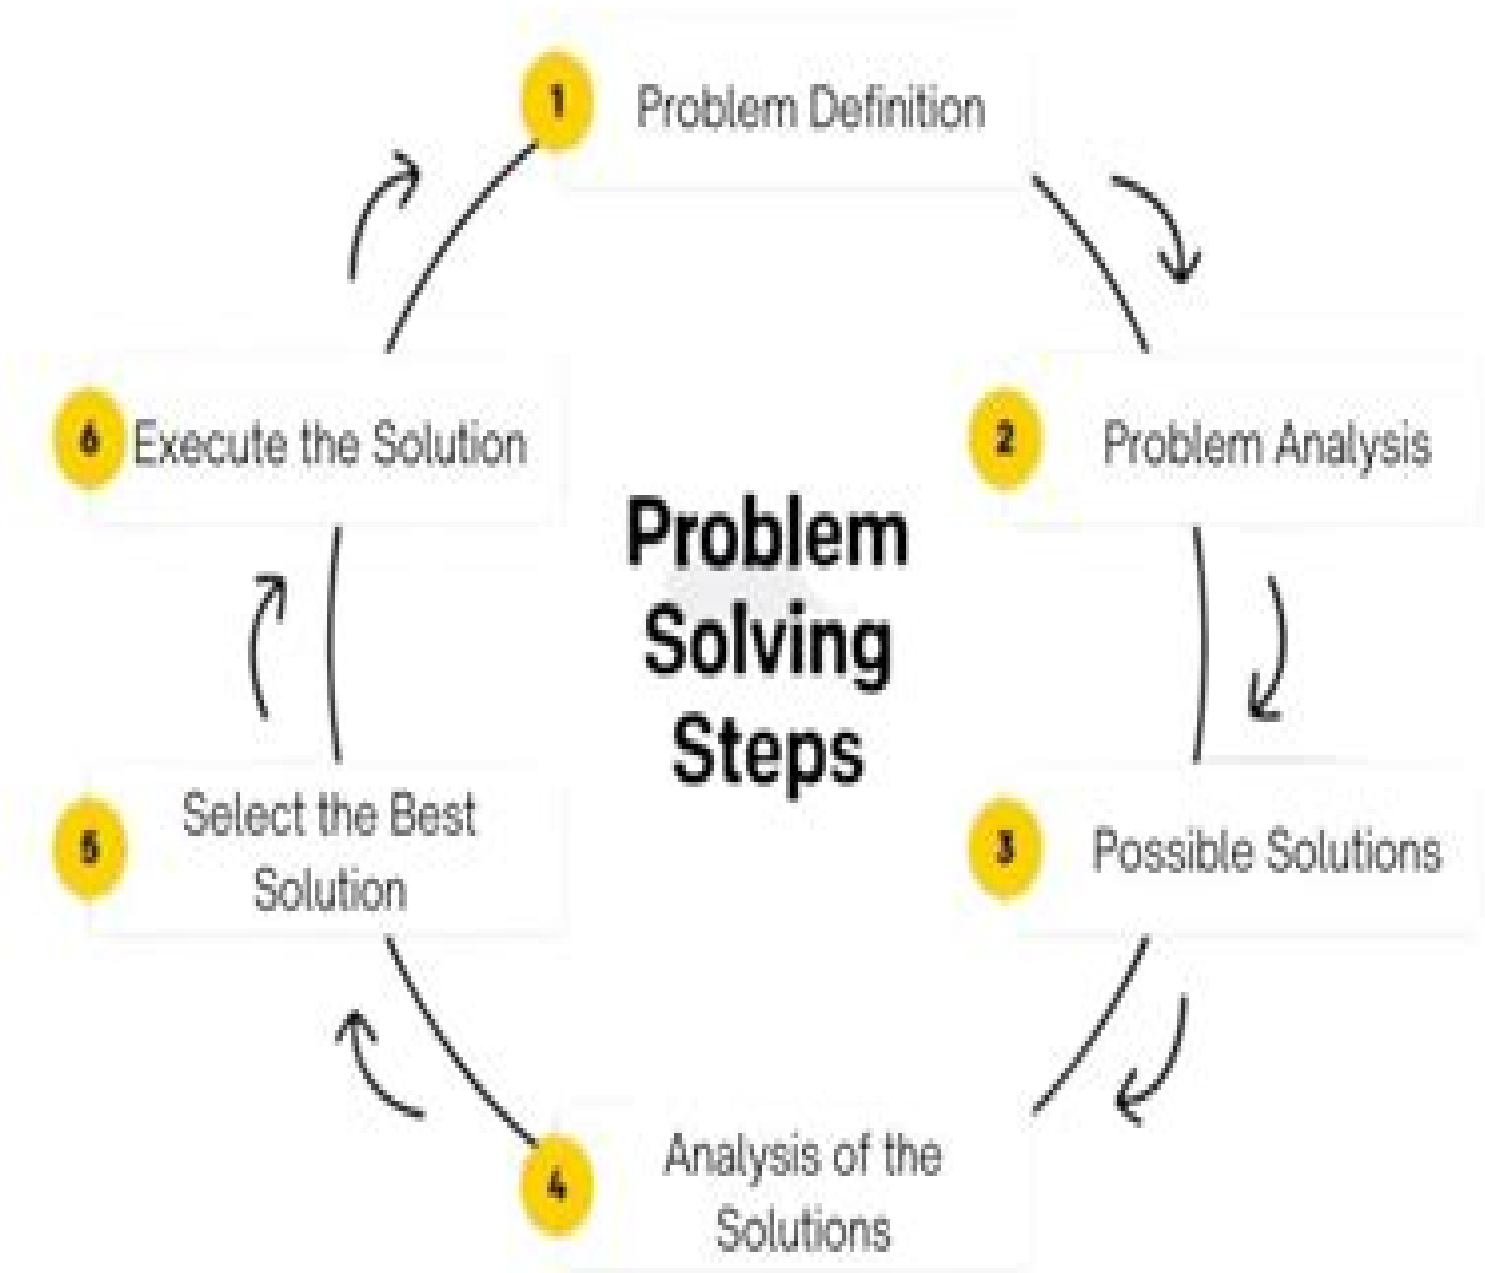 1
Problem Definition
2
Problem Analysis
3
Possible Solutions
4
Analysis of the
Solutions
5
Select the Best
Solution
6
Execute the Solution
Problem
Solving
Steps